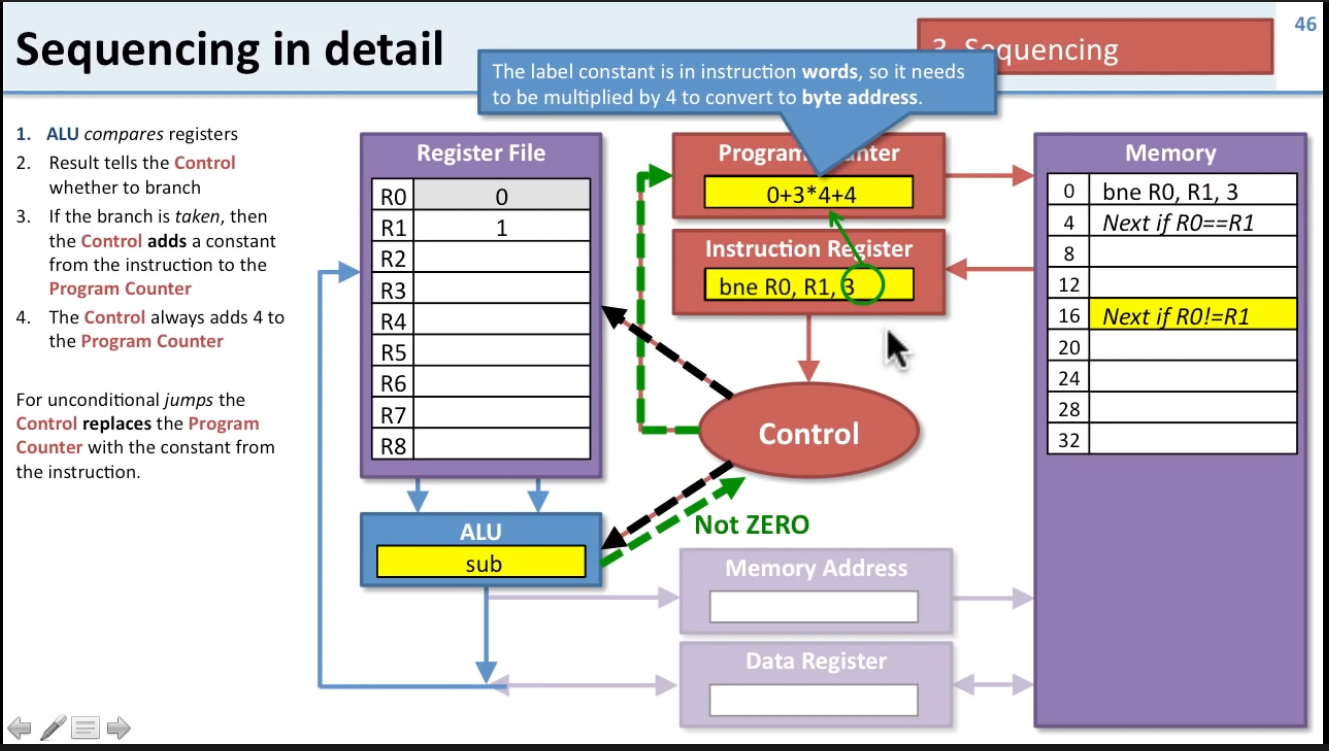 46
Sequencing in detail
3. Sequencing
The label constant is in instruction words, so it needs
to be multiplied by 4 to convert to byte address.
1. ALU compares registers
2. Result tells the Control
whether to branch
3. If the branch is taken, then
the Control adds a constant
from the instruction to the
Program Counter
4. The Control always adds 4 to
the Program Counter
For unconditional jumps the
Control replaces the Program
Counter with the constant from
the instruction.
Register File
R0 0
R1 1
R2
R3
R4
R5
R6
R7
R8
ALU
sub
Program
0+3*4+4
Instruction Register
bne R0, R1, 3
Control
Not ZERO
Memory Address
Data Register
Memory
0 bne R0, R1, 3
4 Next if R0==R1
8
12
16 Next if R0!=R1
20
24
28
32